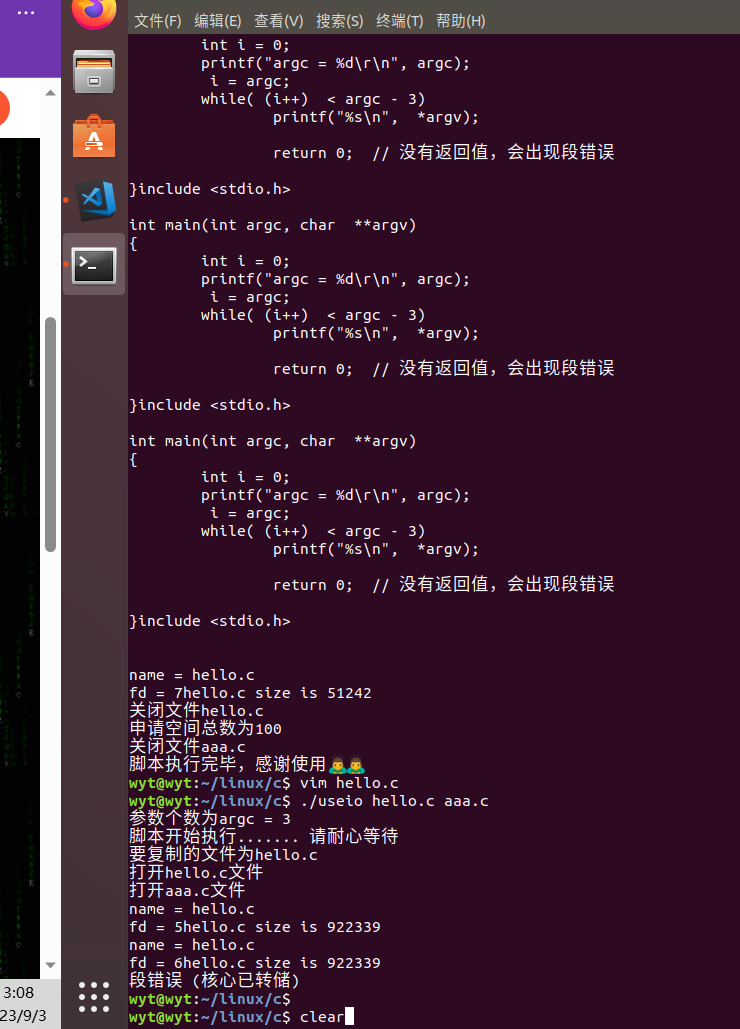 文件(F) 编辑(E) 查看(V) 搜索(S) 终端(T) 帮助(H)
int i = 0;
printf("argc = %d\r\n", argc);
i = argc;
while( (i++)  < argc - 3)
printf("%s\n",  *argv);
return 0;  // 没有返回值，会出现段错误
}include <stdio.h>
int main(int argc, char  **argv)
{
int i = 0;
printf("argc = %d\r\n", argc);
i = argc;
while( (i++)  < argc - 3)
printf("%s\n",  *argv);
return 0;  // 没有返回值，会出现段错误
}include <stdio.h>
int main(int argc, char  **argv)
{
int i = 0;
printf("argc = %d\r\n", argc);
i = argc;
while( (i++)  < argc - 3)
printf("%s\n",  *argv);
return 0;  // 没有返回值，会出现段错误
}include <stdio.h>
name = hello.c
fd = 7hello.c size is 51242
关闭文件hello.c
申请空间总数为100
关闭文件aaa.c
脚本执行完毕，感谢使用🙇‍♂️🙇‍♂️
wyt@wyt:~/linux/c$ vim hello.c
wyt@wyt:~/linux/c$ ./useio hello.c aaa.c
参数个数为argc = 3
脚本开始执行....... 请耐心等待
要复制的文件为hello.c
打开hello.c文件
打开aaa.c文件
name = hello.c
fd = 5hello.c size is 922339
name = hello.c
fd = 6hello.c size is 922339
段错误 (核心已转储)
wyt@wyt:~/linux/c$
wyt@wyt:~/linux/c$ clear
3:08
23/9/3